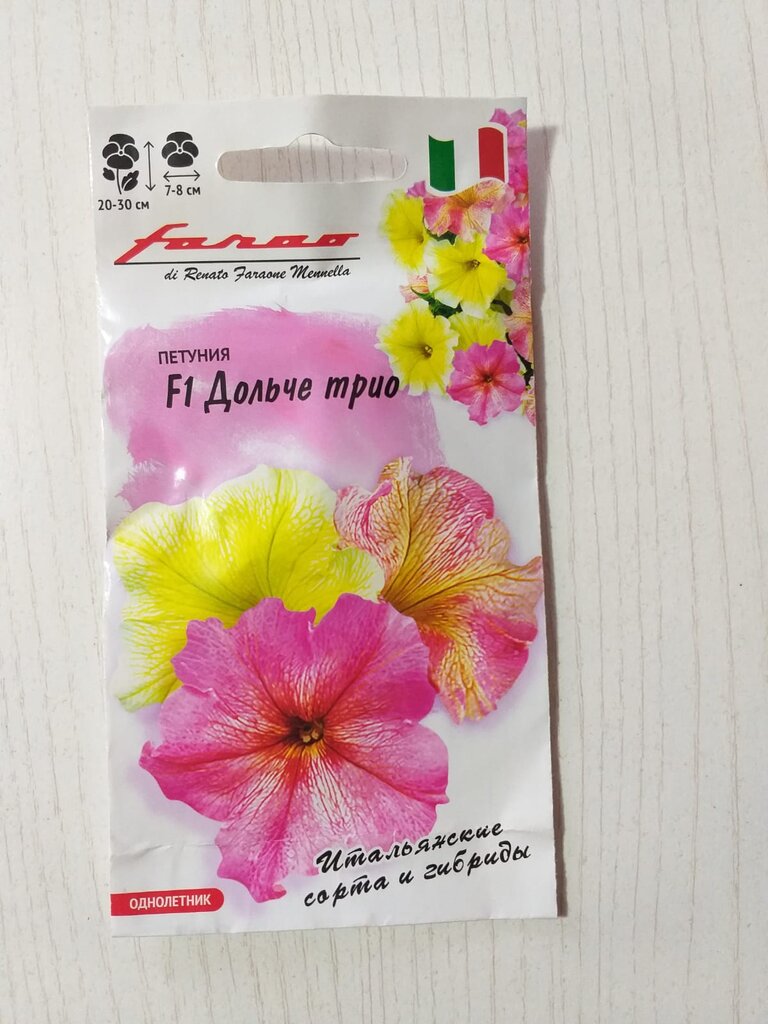 20-30 см
7-8 см
farao
di Renato Faraone Mennella
ПЕТУНИЯ
F1 Дольче трио
Итальянские
сорта и гибриды
ОДНОЛЕТНИК